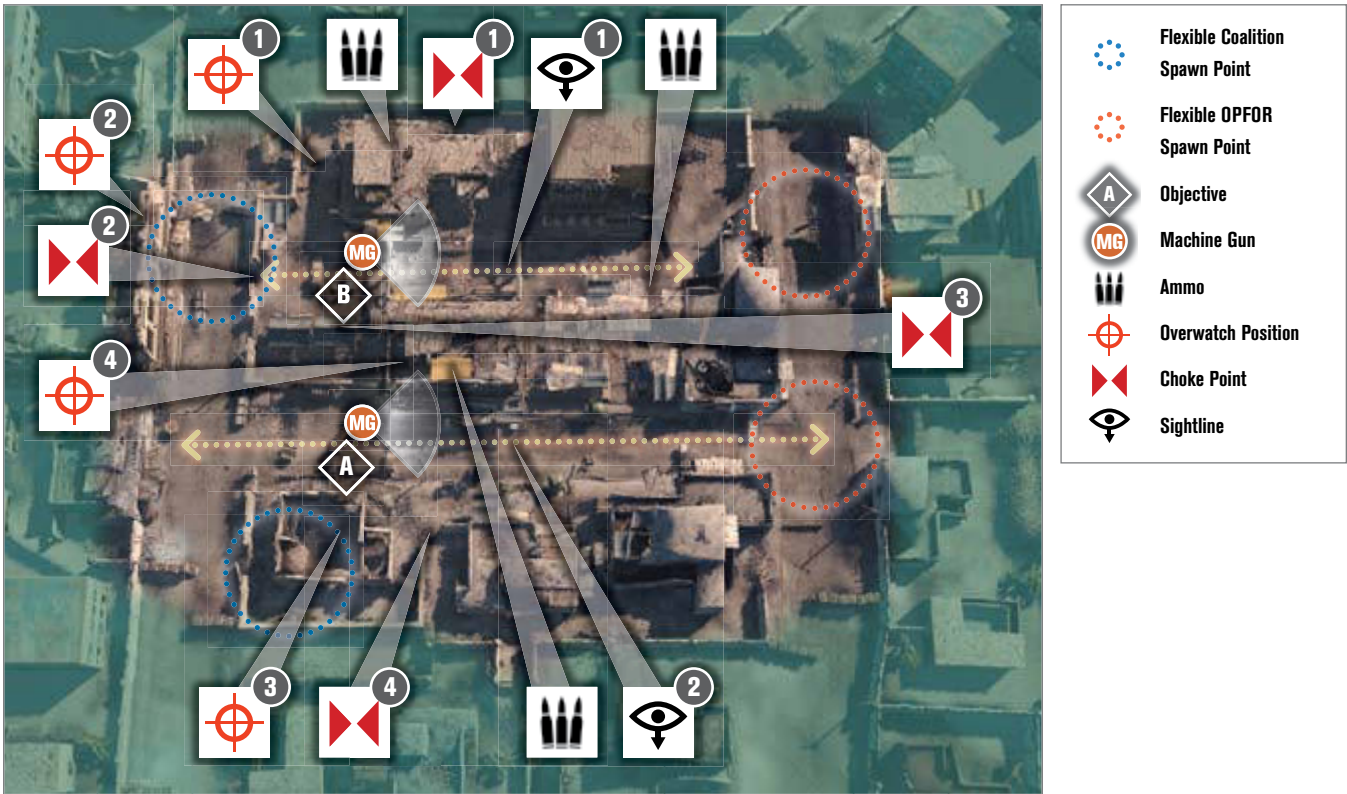 1
1
1
2
2
MG
B
3
4
MG
A
3
4
2
Flexible Coalition
Spawn Point
Flexible OPFOR
Spawn Point
A
Objective
MG
Machine Gun
Ammo
Overwatch Position
Choke Point
Sightline